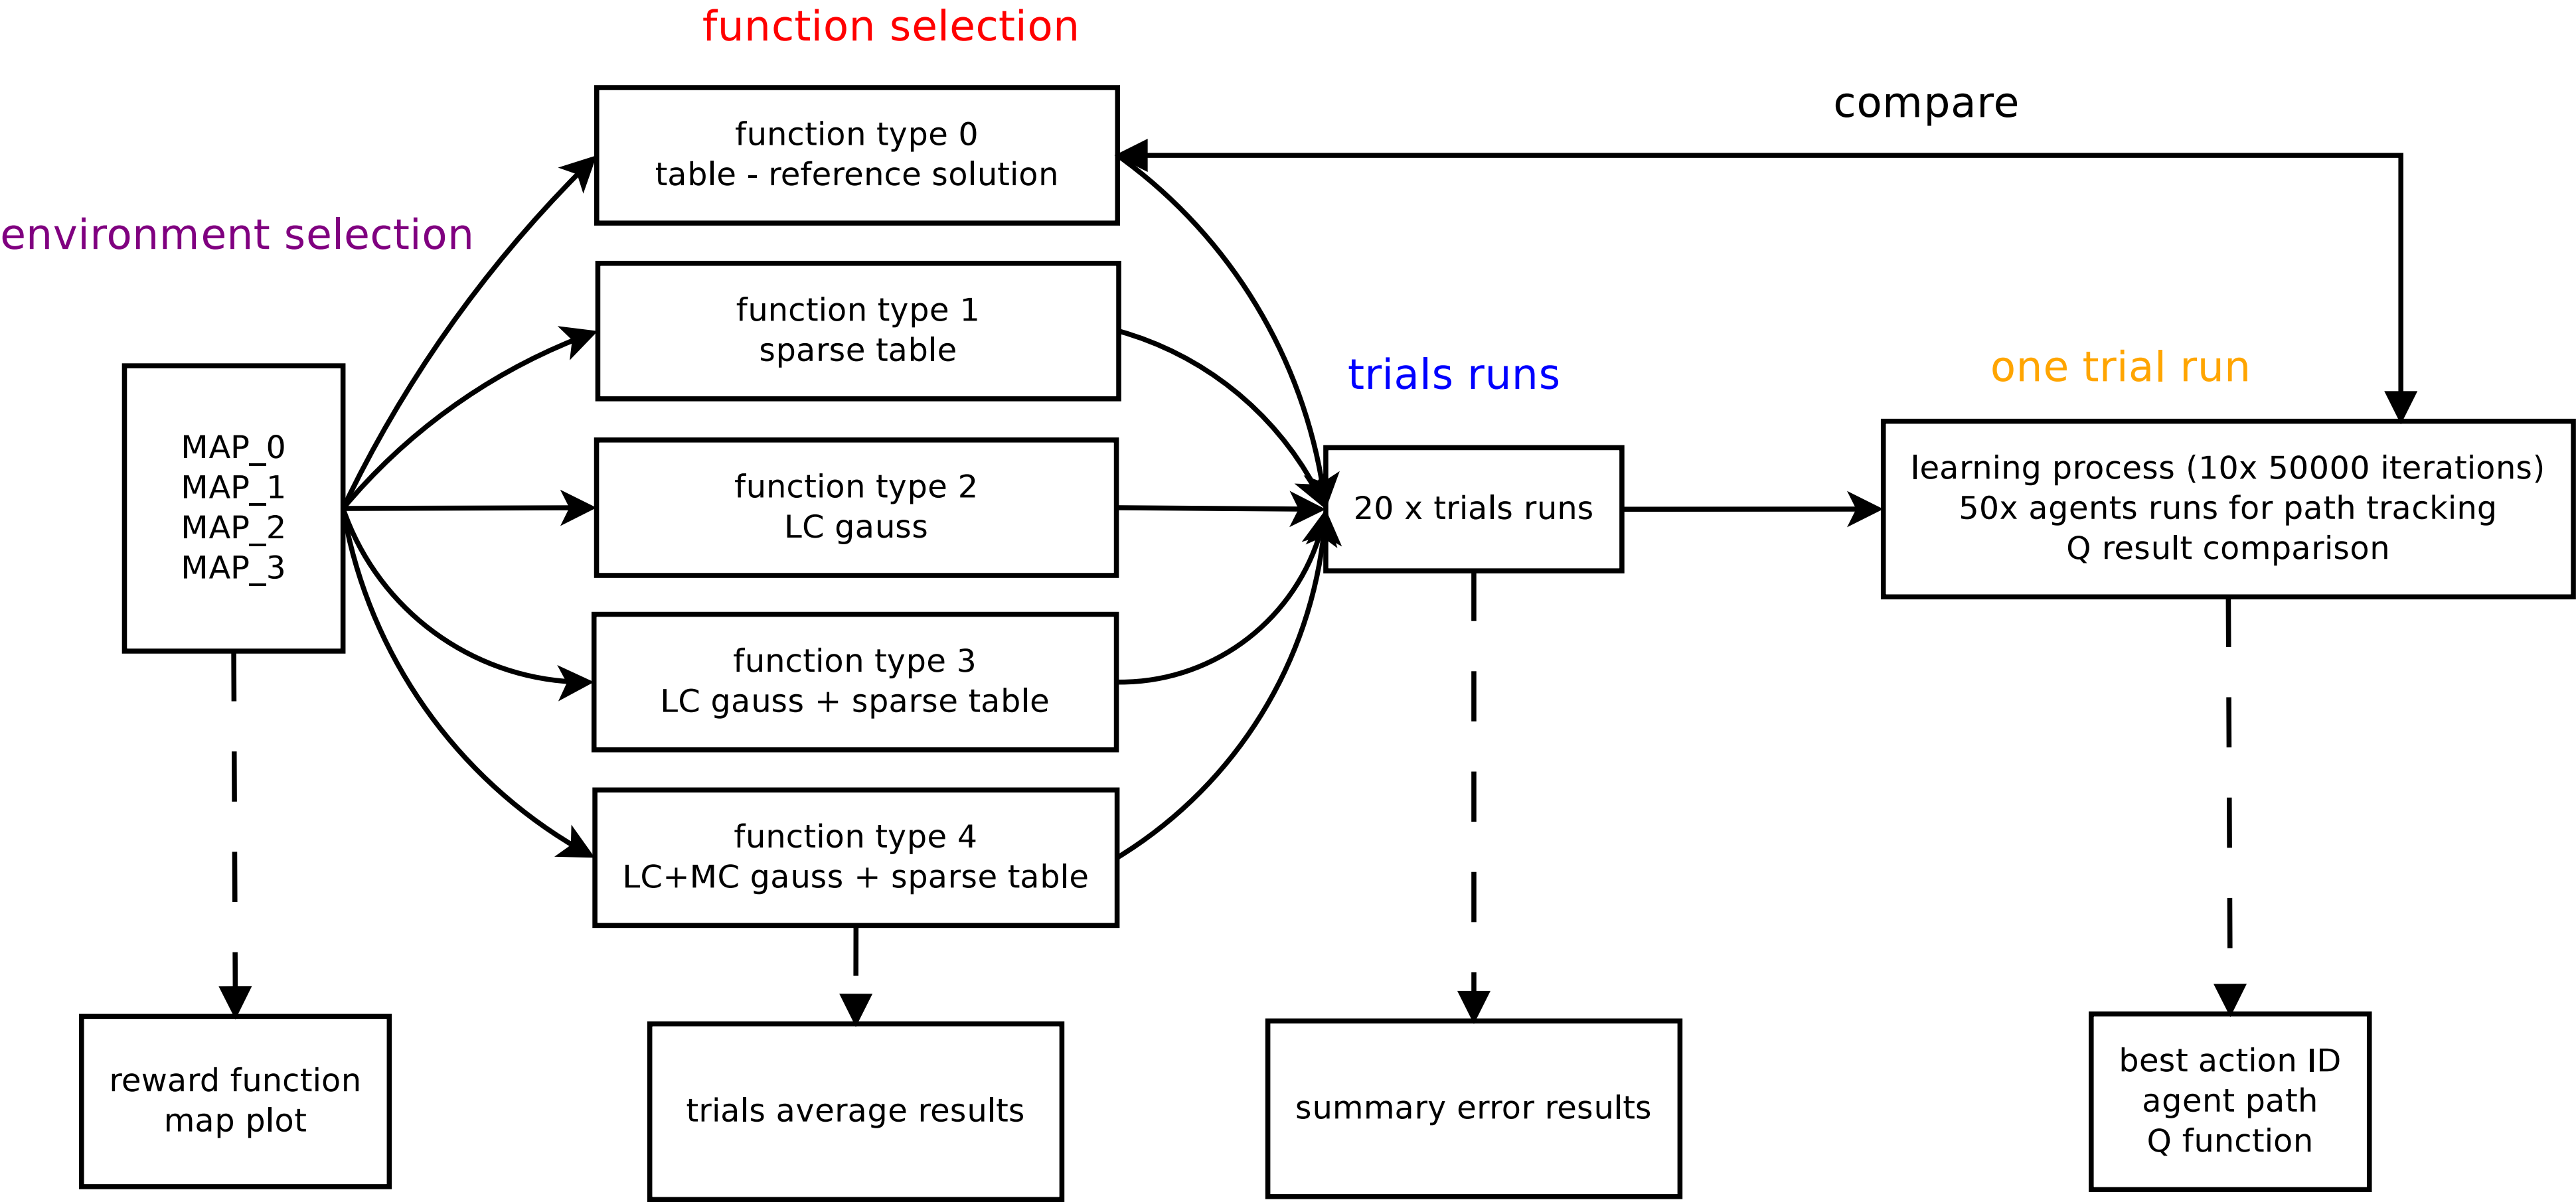 function selection
compare
function type 0
table - reference solution
environment selection
function type 1
sparse table
trials runs
one trial run
MAP_0
MAP_1
MAP_2
MAP_3
function type 2
LC gauss
20 x trials runs
learning process (10x 50000 iterations)
50x agents runs for path tracking
Q result comparison
function type 3
LC gauss + sparse table
function type 4
LC+MC gauss + sparse table
reward function
map plot
trials average results
summary error results
best action ID
agent path
Q function